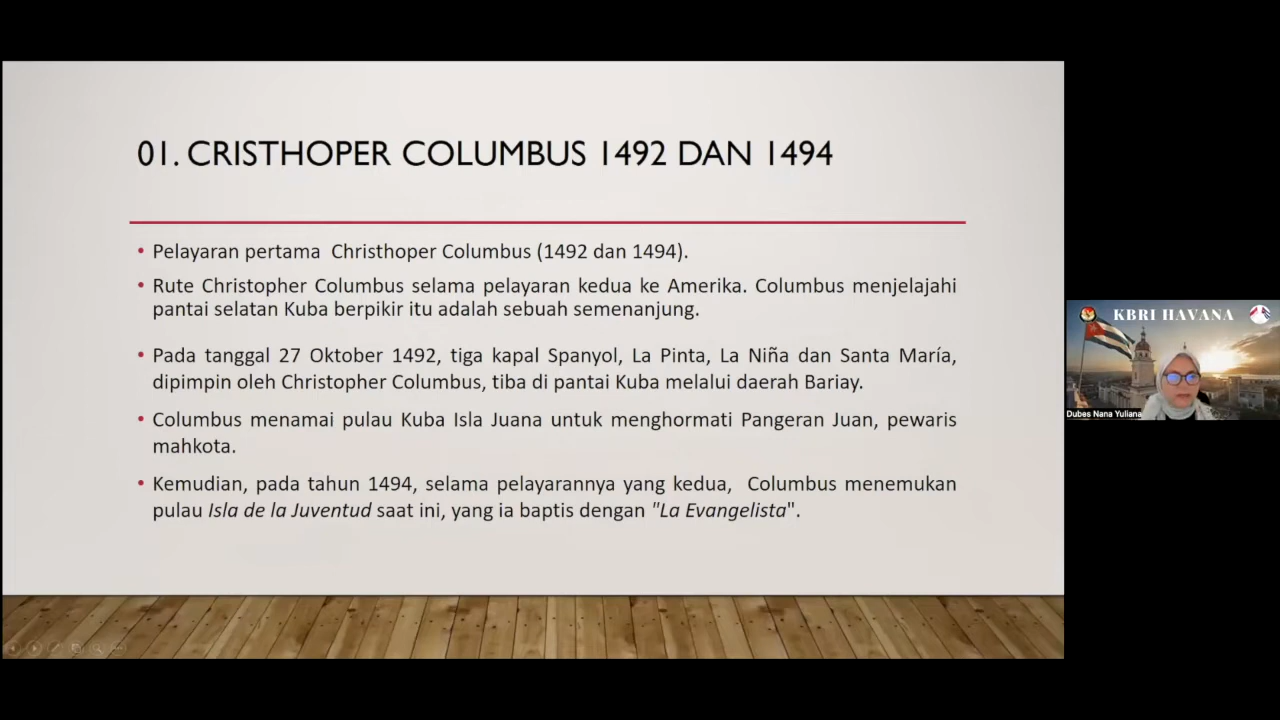 01. CRISTHOPER COLUMBUS 1492 DAN 1494
• Pelayaran pertama Christhoper Columbus (1492 dan 1494).
• Rute Christopher Columbus selama pelayaran kedua ke Amerika. Columbus menjelajahi
pantai selatan Kuba berpikir itu adalah sebuah semenanjung.
• Pada tanggal 27 Oktober 1492, tiga kapal Spanyol, La Pinta, La Niña dan Santa María,
dipimpin oleh Christopher Columbus, tiba di pantai Kuba melalui daerah Bariay.
• Columbus menamai pulau Kuba Isla Juana untuk menghormati Pangeran Juan, pewaris
mahkota.
• Kemudian, pada tahun 1494, selama pelayarannya yang kedua, Columbus menemukan
pulau Isla de la Juventud saat ini, yang ia baptis dengan "La Evangelista".
KBRI HAVANA
Dubes Nana Yuliana